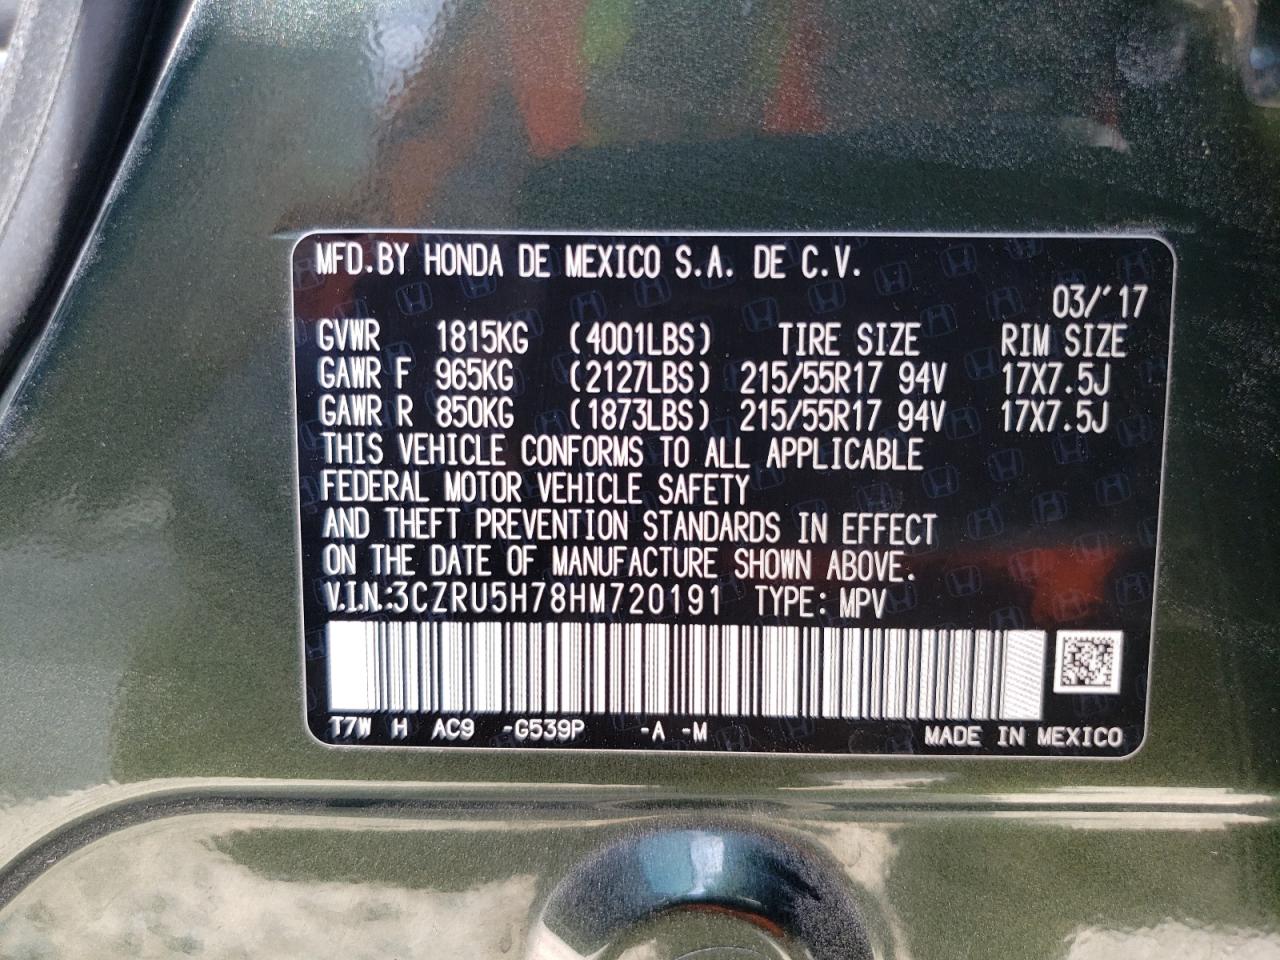 MFD.BY HONDA DE MEXICO S.A. DE C.V.
03/'17
GVWR 1815KG (4001LBS) TIRE SIZE RIM SIZE
GAWR F 965KG (2127LBS) 215/55R17 94V 17X7.5J
GAWR R 850KG (1873LBS) 215/55R17 94V 17X7.5J
THIS VEHICLE CONFORMS TO ALL APPLICABLE
FEDERAL MOTOR VEHICLE SAFETY
AND THEFT PREVENTION STANDARDS IN EFFECT
ON THE DATE OF MANUFACTURE SHOWN ABOVE.
V.I.N.:3CZRU5H78HM720191 TYPE: MPV
T7W H AC9 -G539P -A -M MADE IN MEXICO